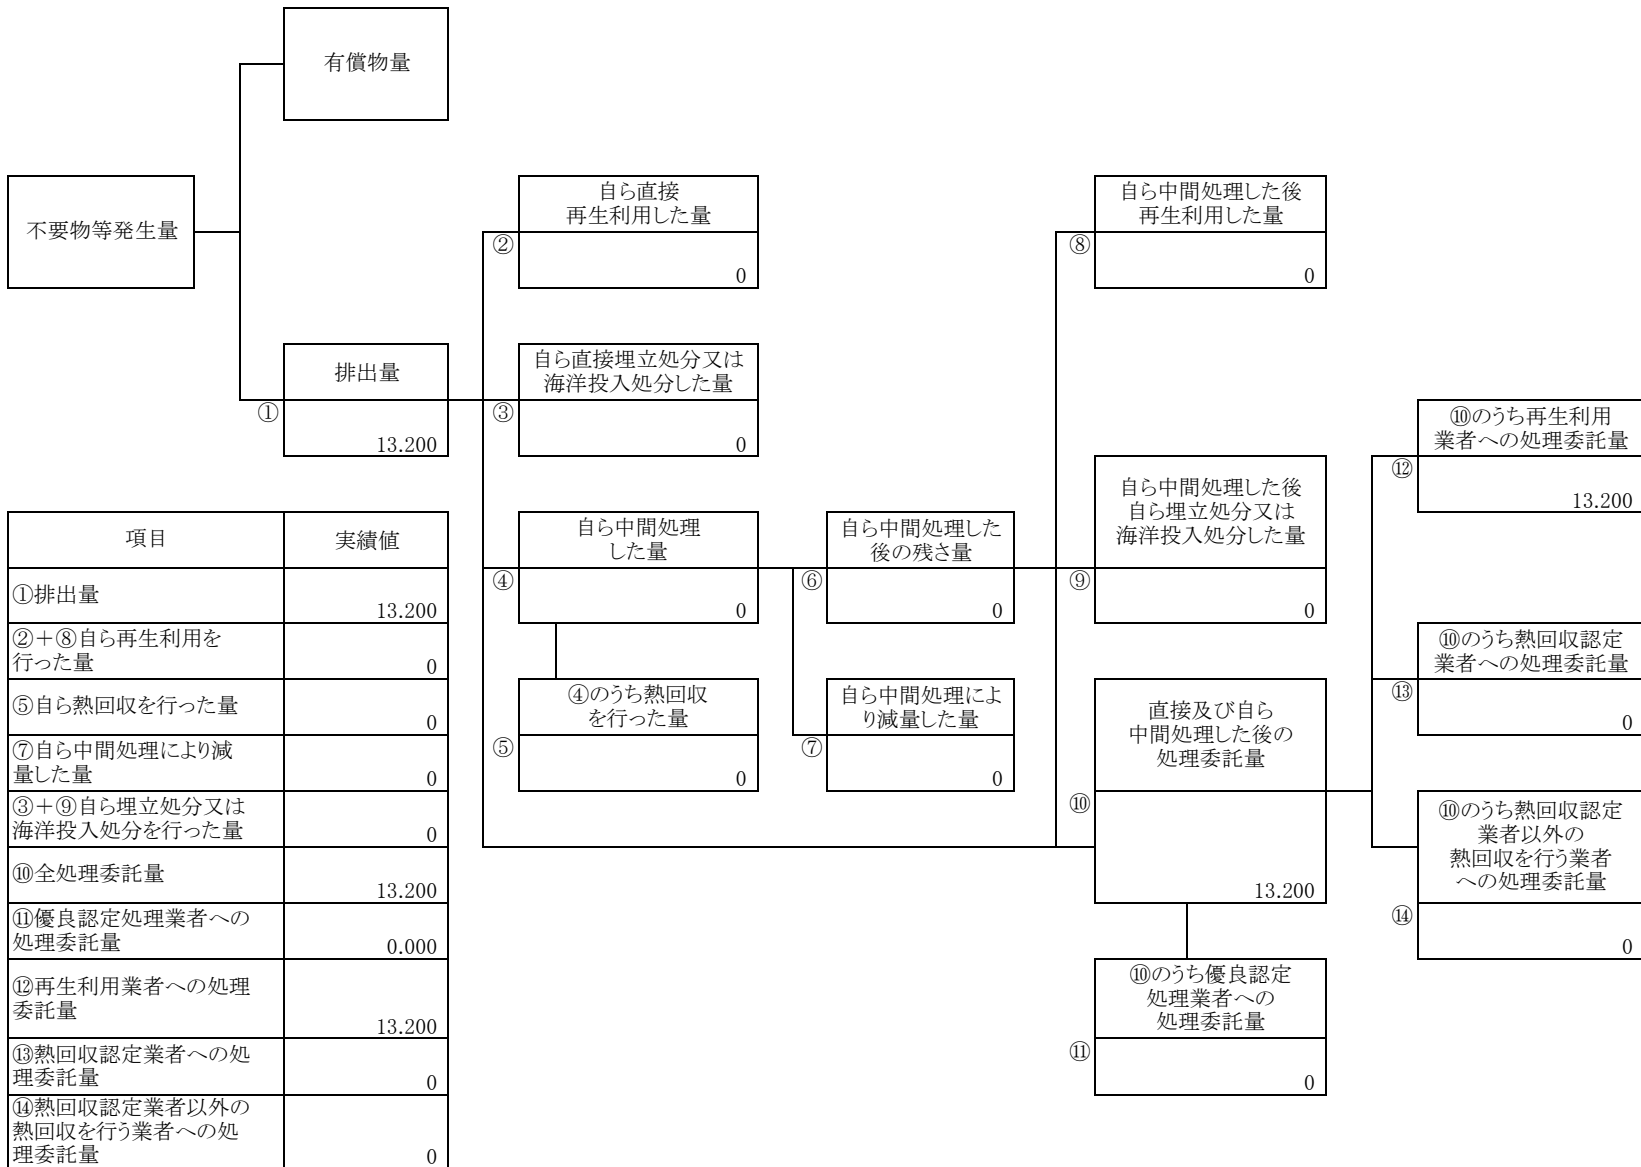 有償物量
不要物等発生量
排出量
①
13.200
自ら直接
再生利用した量
②
0
自ら直接埋立処分又は
海洋投入処分した量
③
0
自ら中間処理
した量
④
0
④のうち熱回収
を行った量
⑤
0
自ら中間処理した
後の残さ量
⑥
0
自ら中間処理によ
り減量した量
⑦
0
自ら中間処理した後
再生利用した量
⑧
0
自ら中間処理した後
自ら埋立処分又は
海洋投入処分した量
⑨
0
直接及び自ら
中間処理した後の
処理委託量
⑩
13.200
⑩のうち優良認定
処理業者への
処理委託量
⑪
0
⑩のうち再生利用
業者への処理委託量
⑫
13.200
⑩のうち熱回収認定
業者への処理委託量
⑬
0
⑩のうち熱回収認定
業者以外の
熱回収を行う業者
への処理委託量
⑭
0
項目 実績値
①排出量
13.200
②+⑧自ら再生利用を
行った量
0
⑤自ら熱回収を行った量
0
⑦自ら中間処理により減
量した量
0
③+⑨自ら埋立処分又は
海洋投入処分を行った量
0
⑩全処理委託量
13.200
⑪優良認定処理業者への
処理委託量
0.000
⑫再生利用業者への処理
委託量
13.200
⑬熱回収認定業者への処
理委託量
0
⑭熱回収認定業者以外の
熱回収を行う業者への処
理委託量
0